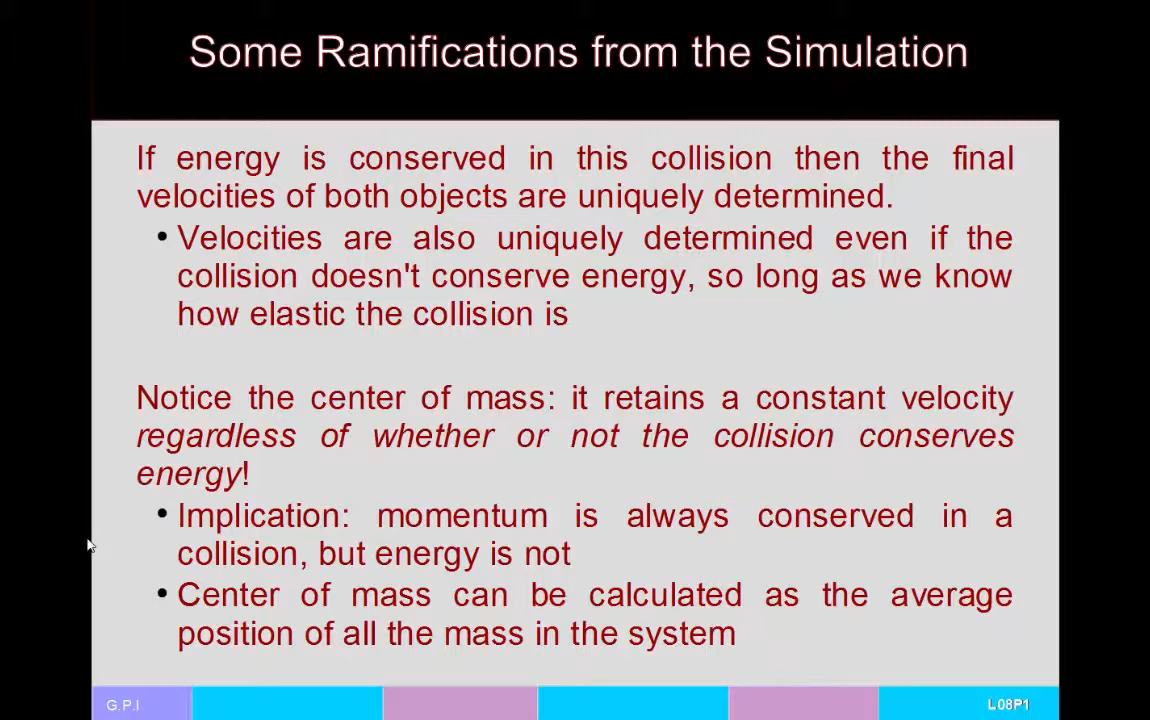 Some Ramifications from the Simulation
If energy is conserved in this collision then the final
velocities of both objects are uniquely determined.
• Velocities are also uniquely determined even if the
collision doesn't conserve energy, so long as we know
how elastic the collision is
Notice the center of mass: it retains a constant velocity
regardless of whether or not the collision conserves
energy!
• Implication: momentum is always conserved in a
collision, but energy is not
• Center of mass can be calculated as the average
position of all the mass in the system
G.P.I
L08P1